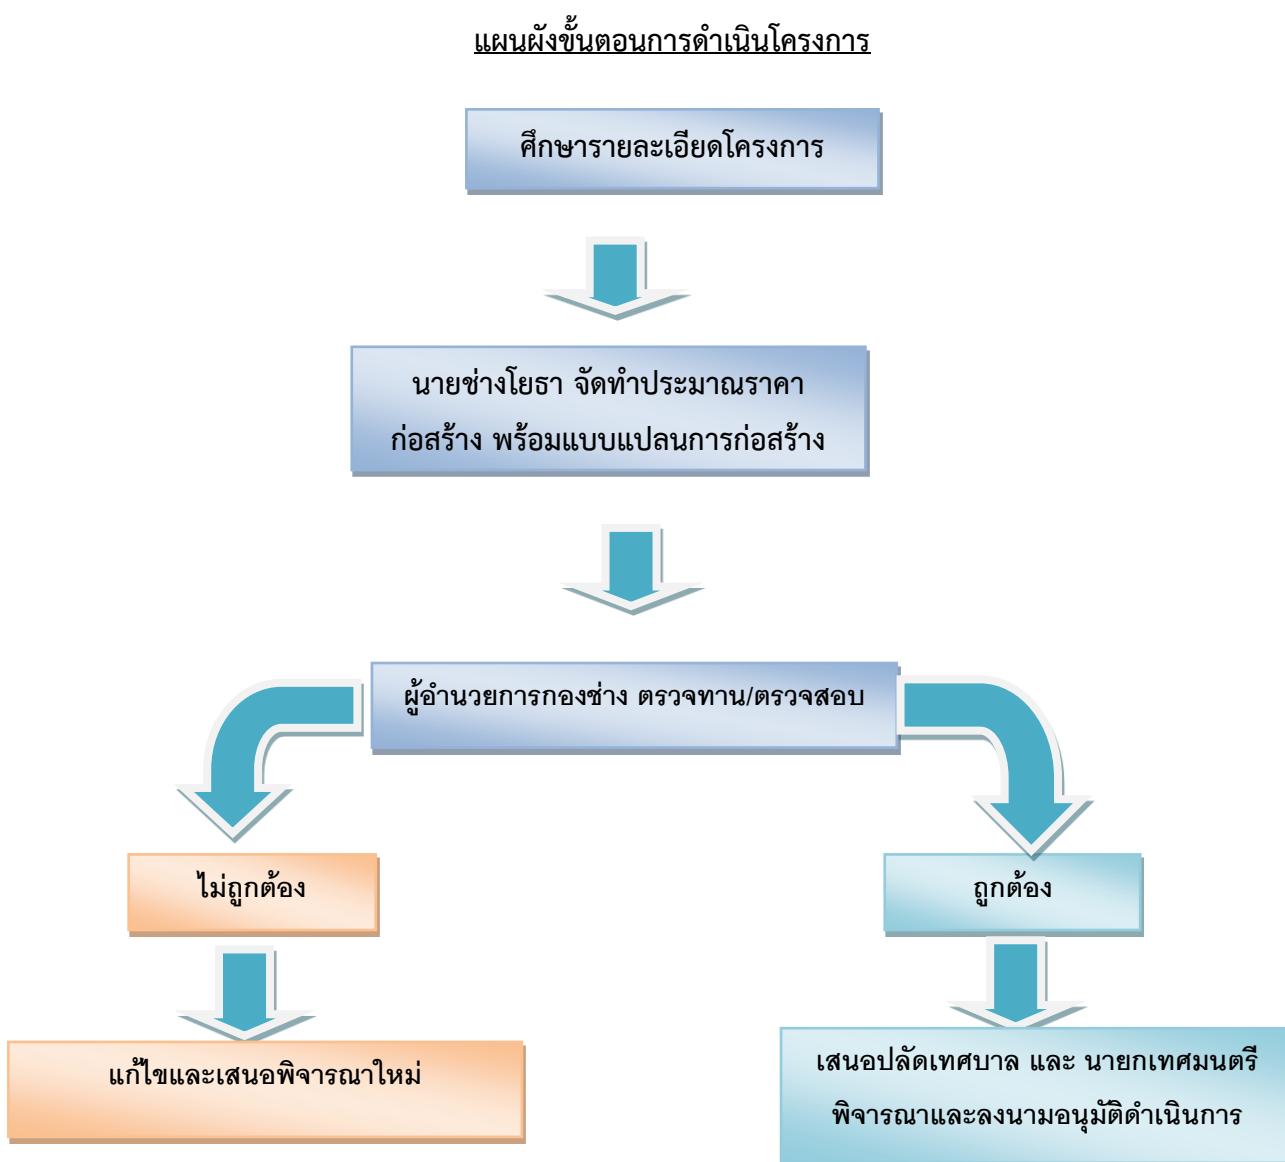 แผนผังขั้นตอนการดำเนินโครงการ
ศึกษารายละเอียดโครงการ
นายช่างโยธา จัดทำประมาณราคา
ก่อสร้าง พร้อมแบบแปลนการก่อสร้าง
ผู้อำนวยการกองช่าง ตรวจทาน/ตรวจสอบ
ไม่ถูกต้อง
ถูกต้อง
แก้ไขและเสนอพิจารณาใหม่
เสนอปลัดเทศบาล และ นายกเทศมนตรี
พิจารณาและลงนามอนุมัติดำเนินการ